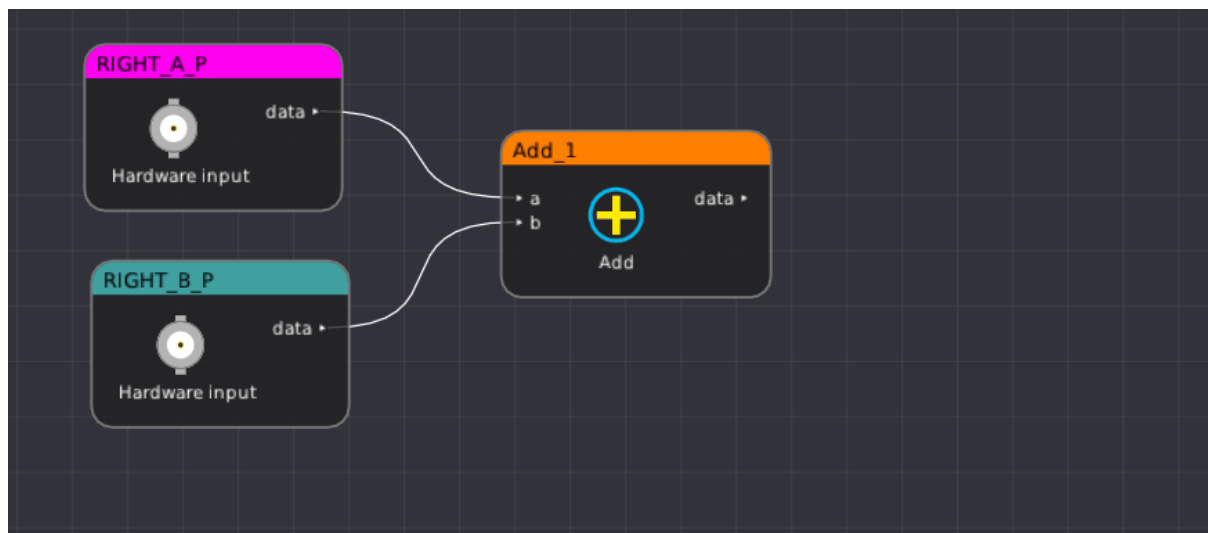 RIGHT_A_P
data
Hardware input
Add_1
a
data
b
Add
RIGHT_B_P
data
Hardware input